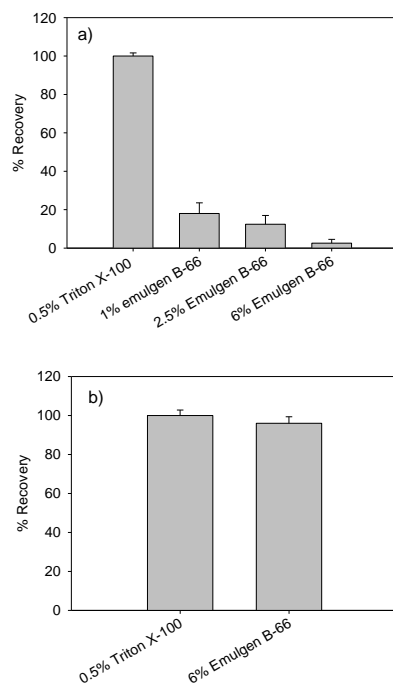 a)
120
100
80
60
40
20
0
% Recovery
0.5% Triton X-100
1% emulgen B-66
2.5% Emulgen B-66
6% Emulgen B-66
b)
120
100
80
60
40
20
0
% Recovery
0.5% Triton X-100
6% Emulgen B-66